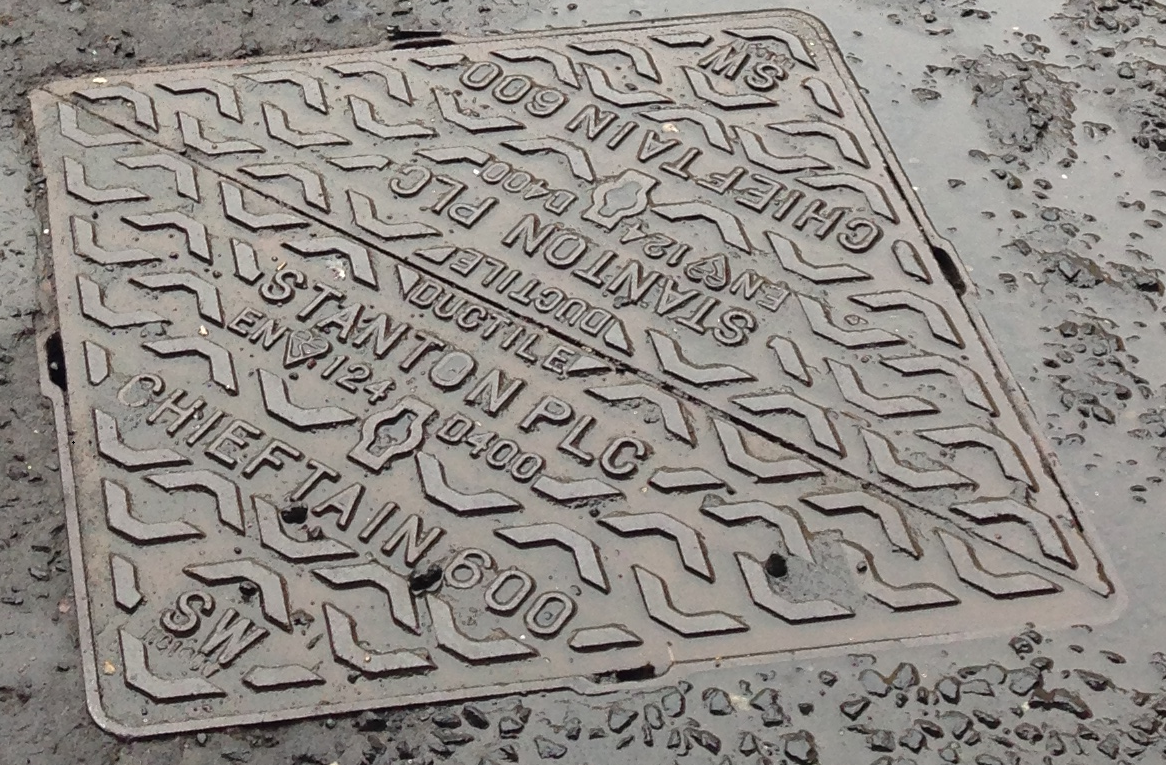 SW
CHIEFTAIN 600
D400
EN 124
STANTON PLC
DUCTILE
DUCTILE
STANTON PLC
EN 124 D400
CHIEFTAIN 600
SW